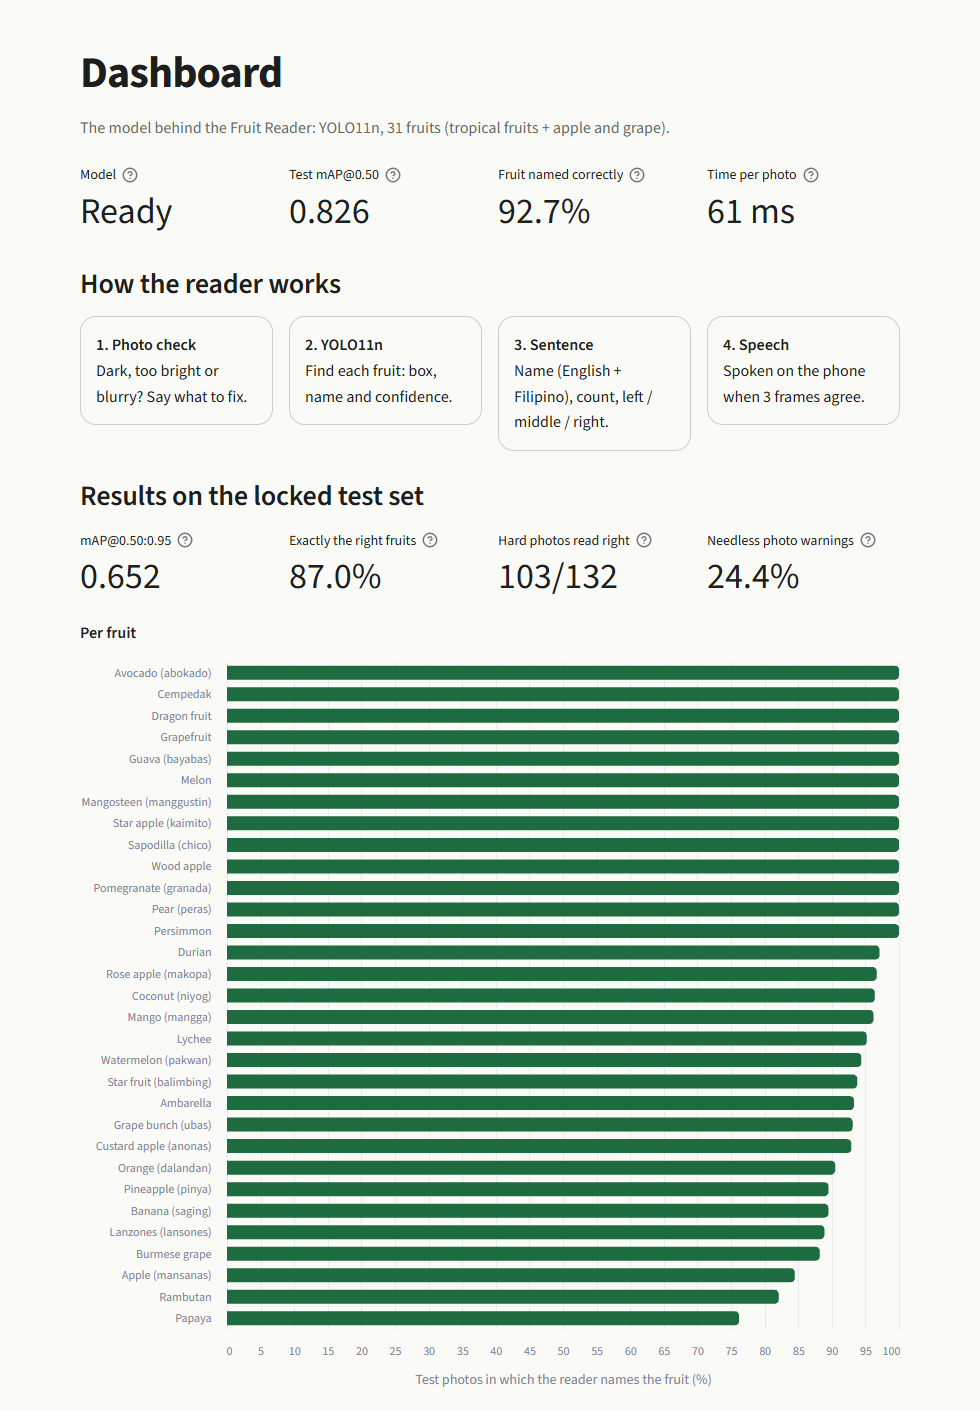 Dashboard
The model behind the Fruit Reader: YOLO11n, 31 fruits (tropical fruits + apple and grape).
Model
Test mAP@0.50
Fruit named correctly
Time per photo
Ready
0.826
92.7%
61 ms
How the reader works
1. Photo check
Dark, too bright or
blurry? Say what to fix.
2. YOLO11n
Find each fruit: box,
name and confidence.
3. Sentence
Name (English +
Filipino), count, left /
middle / right.
4. Speech
Spoken on the phone
when 3 frames agree.
Results on the locked test set
mAP@0.50:0.95
Exactly the right fruits
Hard photos read right
Needless photo warnings
0.652
87.0%
103/132
24.4%
Per fruit
Avocado (abokado)
Cempedak
Dragon fruit
Grapefruit
Guava (bayabas)
Melon
Mangosteen (manggustin)
Star apple (kaimito)
Sapodilla (chico)
Wood apple
Pomegranate (granada)
Pear (peras)
Persimmon
Durian
Rose apple (makopa)
Coconut (niyog)
Mango (mangga)
Lychee
Watermelon (pakwan)
Star fruit (balimbing)
Ambarella
Grape bunch (ubas)
Custard apple (anonas)
Orange (dalandan)
Pineapple (pinya)
Banana (saging)
Lanzones (lansones)
Burmese grape
Apple (mansanas)
Rambutan
Papaya
0 5 10 15 20 25 30 35 40 45 50 55 60 65 70 75 80 85 90 95 100
Test photos in which the reader names the fruit (%)